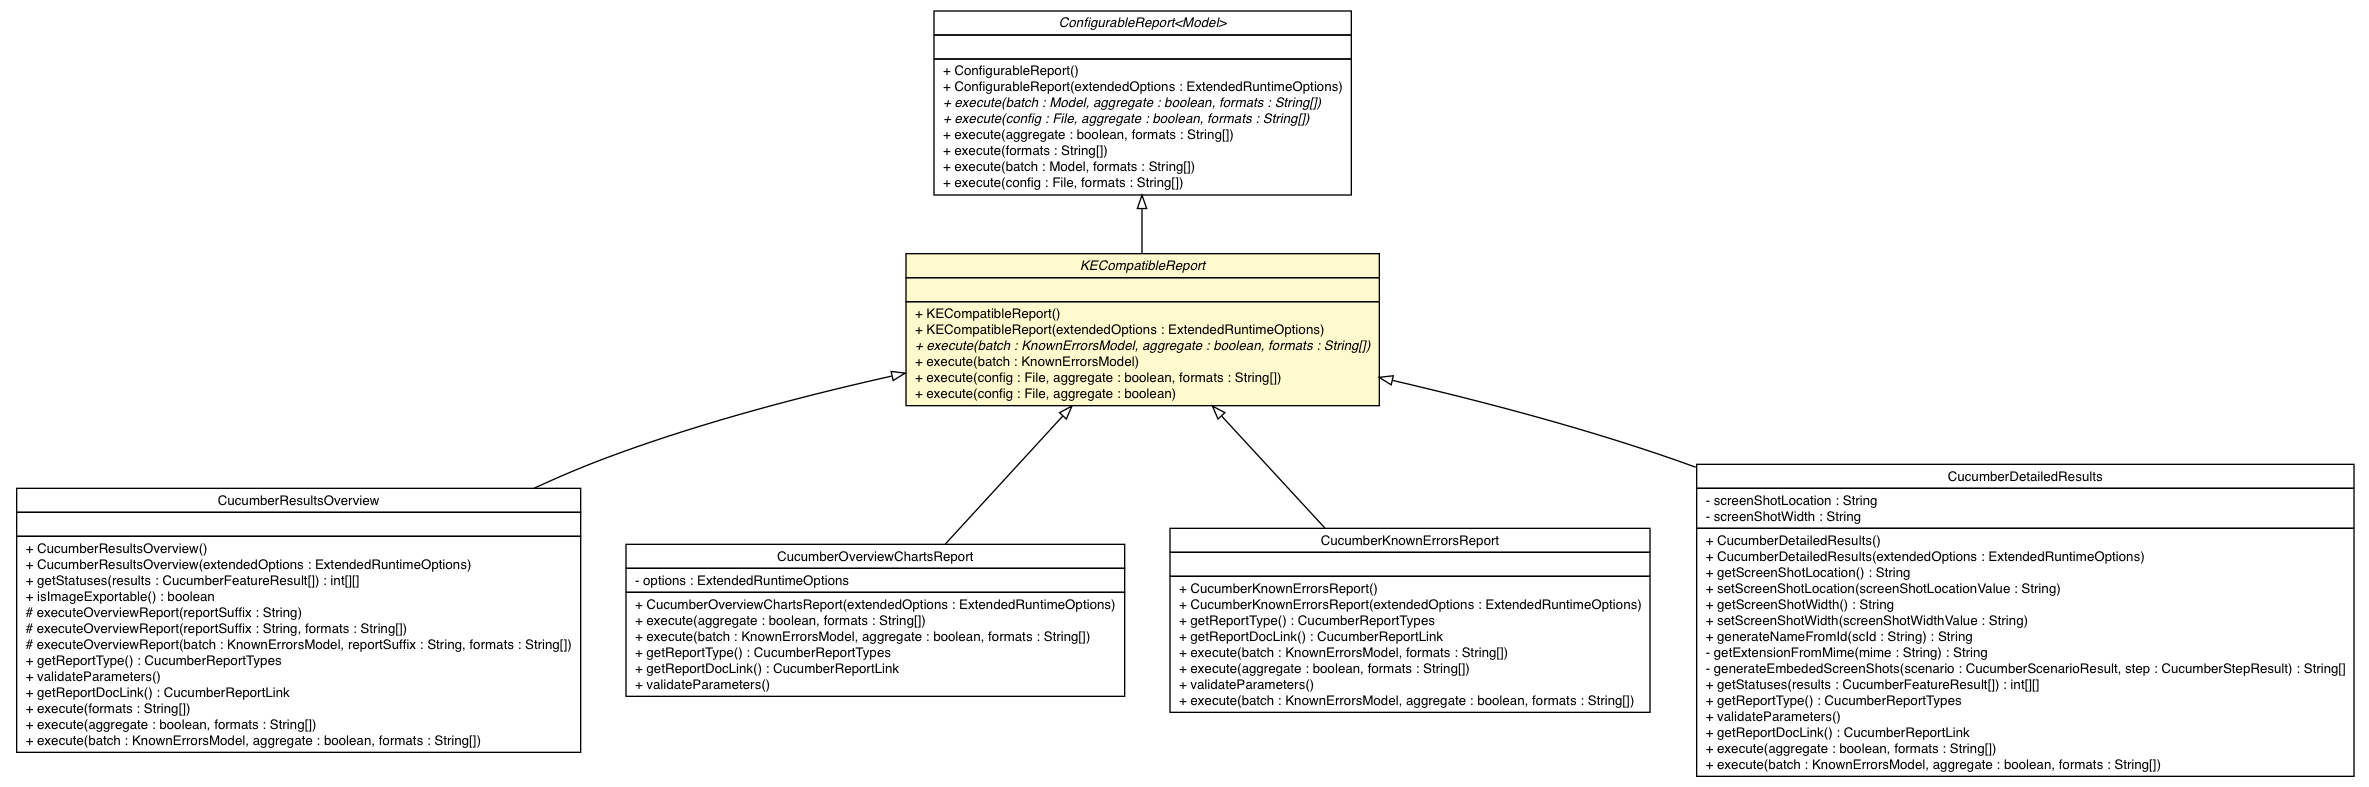 ConfigurableReport<Model>
+ ConfigurableReport()
+ ConfigurableReport(extendedOptions : ExtendedRuntimeOptions)
+ execute(batch : Model, aggregate : boolean, formats : String[])
+ execute(config : File, aggregate : boolean, formats : String[])
+ execute(aggregate : boolean, formats : String[])
+ execute(formats : String[])
+ execute(batch : Model, formats : String[])
+ execute(config : File, formats : String[])
KECompatibleReport
+ KECompatibleReport()
+ KECompatibleReport(extendedOptions : ExtendedRuntimeOptions)
+ execute(batch : KnownErrorsModel, aggregate : boolean, formats : String[])
+ execute(batch : KnownErrorsModel)
+ execute(config : File, aggregate : boolean, formats : String[])
+ execute(config : File, aggregate : boolean)
CucumberResultsOverview
+ CucumberResultsOverview()
+ CucumberResultsOverview(extendedOptions : ExtendedRuntimeOptions)
+ getStatuses(results : CucumberFeatureResult[]) : int[][]
+ isImageExportable() : boolean
# executeOverviewReport(reportSuffix : String)
# executeOverviewReport(reportSuffix : String, formats : String[])
# executeOverviewReport(batch : KnownErrorsModel, reportSuffix : String, formats : String[])
+ getReportType() : CucumberReportTypes
+ validateParameters()
+ getReportDocLink() : CucumberReportLink
+ execute(formats : String[])
+ execute(aggregate : boolean, formats : String[])
+ execute(batch : KnownErrorsModel, aggregate : boolean, formats : String[])
CucumberOverviewChartsReport
- options : ExtendedRuntimeOptions
+ CucumberOverviewChartsReport(extendedOptions : ExtendedRuntimeOptions)
+ execute(aggregate : boolean, formats : String[])
+ execute(batch : KnownErrorsModel, aggregate : boolean, formats : String[])
+ getReportType() : CucumberReportTypes
+ getReportDocLink() : CucumberReportLink
+ validateParameters()
CucumberKnownErrorsReport
+ CucumberKnownErrorsReport()
+ CucumberKnownErrorsReport(extendedOptions : ExtendedRuntimeOptions)
+ getReportType() : CucumberReportTypes
+ getReportDocLink() : CucumberReportLink
+ execute(batch : KnownErrorsModel, formats : String[])
+ execute(aggregate : boolean, formats : String[])
+ validateParameters()
+ execute(batch : KnownErrorsModel, aggregate : boolean, formats : String[])
CucumberDetailedResults
- screenShotLocation : String
- screenShotWidth : String
+ CucumberDetailedResults()
+ CucumberDetailedResults(extendedOptions : ExtendedRuntimeOptions)
+ getScreenShotLocation() : String
+ setScreenShotLocation(screenShotLocationValue : String)
+ getScreenShotWidth() : String
+ setScreenShotWidth(screenShotWidthValue : String)
+ generateNameFromId(scId : String) : String
- getExtensionFromMime(mime : String) : String
- generateEmbededScreenShots(scenario : CucumberScenarioResult, step : CucumberStepResult) : String[]
+ getStatuses(results : CucumberFeatureResult[]) : int[][]
+ getReportType() : CucumberReportTypes
+ validateParameters()
+ getReportDocLink() : CucumberReportLink
+ execute(aggregate : boolean, formats : String[])
+ execute(batch : KnownErrorsModel, aggregate : boolean, formats : String[])